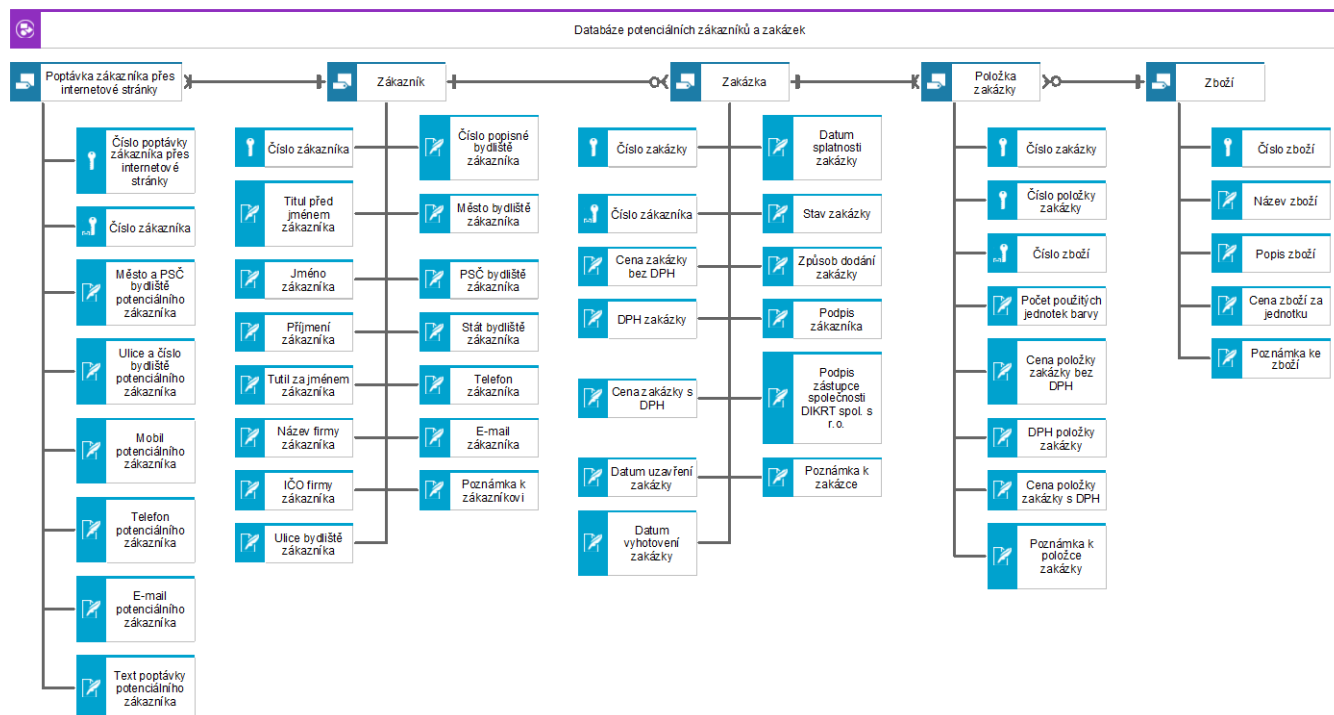 Databáze potenciálních zákazníků a zakázek
Poptávka zákazníka přes
internetové stránky
Zákazník
Zakázka
Položka
zakázky
Zboží
Číslo poptávky
zákazníka přes
internetové
stránky
Číslo zákazníka
Město a PSČ
bydliště
potenciálního
zákazníka
Ulice a číslo
bydliště
potenciálního
zákazníka
Mobil
potenciálního
zákazníka
Telefon
potenciálního
zákazníka
E-mail
potenciálního
zákazníka
Text poptávky
potenciálního
zákazníka
Číslo zákazníka
Titul před
jménem
zákazníka
Jméno
zákazníka
Příjmení
zákazníka
Tutil za jménem
zákazníka
Název firmy
zákazníka
IČO firmy
zákazníka
Ulice bydliště
zákazníka
Číslo popisné
bydliště
zákazníka
Město bydliště
zákazníka
PSČ bydliště
zákazníka
Stát bydliště
zákazníka
Telefon
zákazníka
E-mail
zákazníka
Poznámka k
zákazníkovi
Číslo zakázky
Číslo zákazníka
Cena zakázky
bez DPH
DPH zakázky
Cena zakázky s
DPH
Datum uzavření
zakázky
Datum
vyhotovení
zakázky
Datum
splatnosti
zakázky
Stav zakázky
Způsob dodání
zakázky
Podpis
zákazníka
Podpis
zástupce
společnosti
DIKRT spol. s
r. o.
Poznámka k
zakázce
Číslo zakázky
Číslo položky
zakázky
Číslo zboží
Počet použitých
jednotek barvy
Cena položky
zakázky bez
DPH
DPH položky
zakázky
Cena položky
zakázky s DPH
Poznámka k
položce
zakázky
Číslo zboží
Název zboží
Popis zboží
Cena zboží za
jednotku
Poznámka ke
zboží